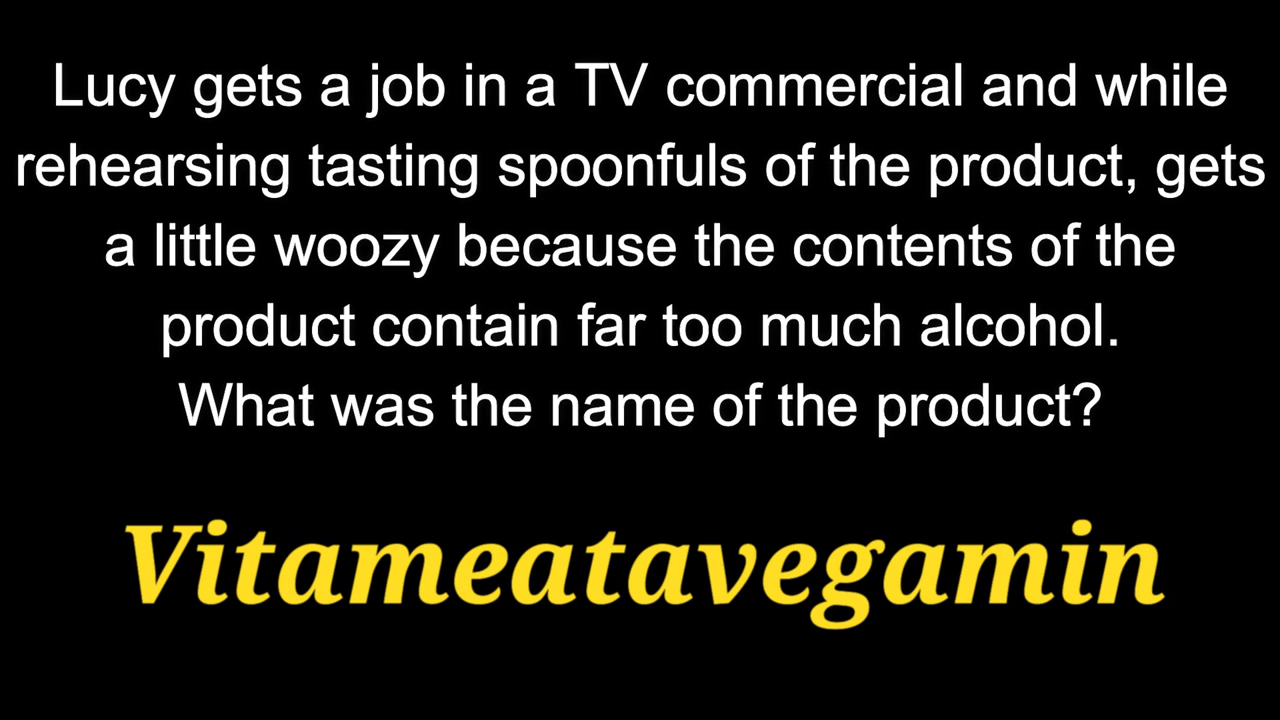 Lucy gets a job in a TV commercial and while
rehearsing tasting spoonfuls of the product, gets
a little woozy because the contents of the
product contain far too much alcohol.
What was the name of the product?
Vitameatavegamin